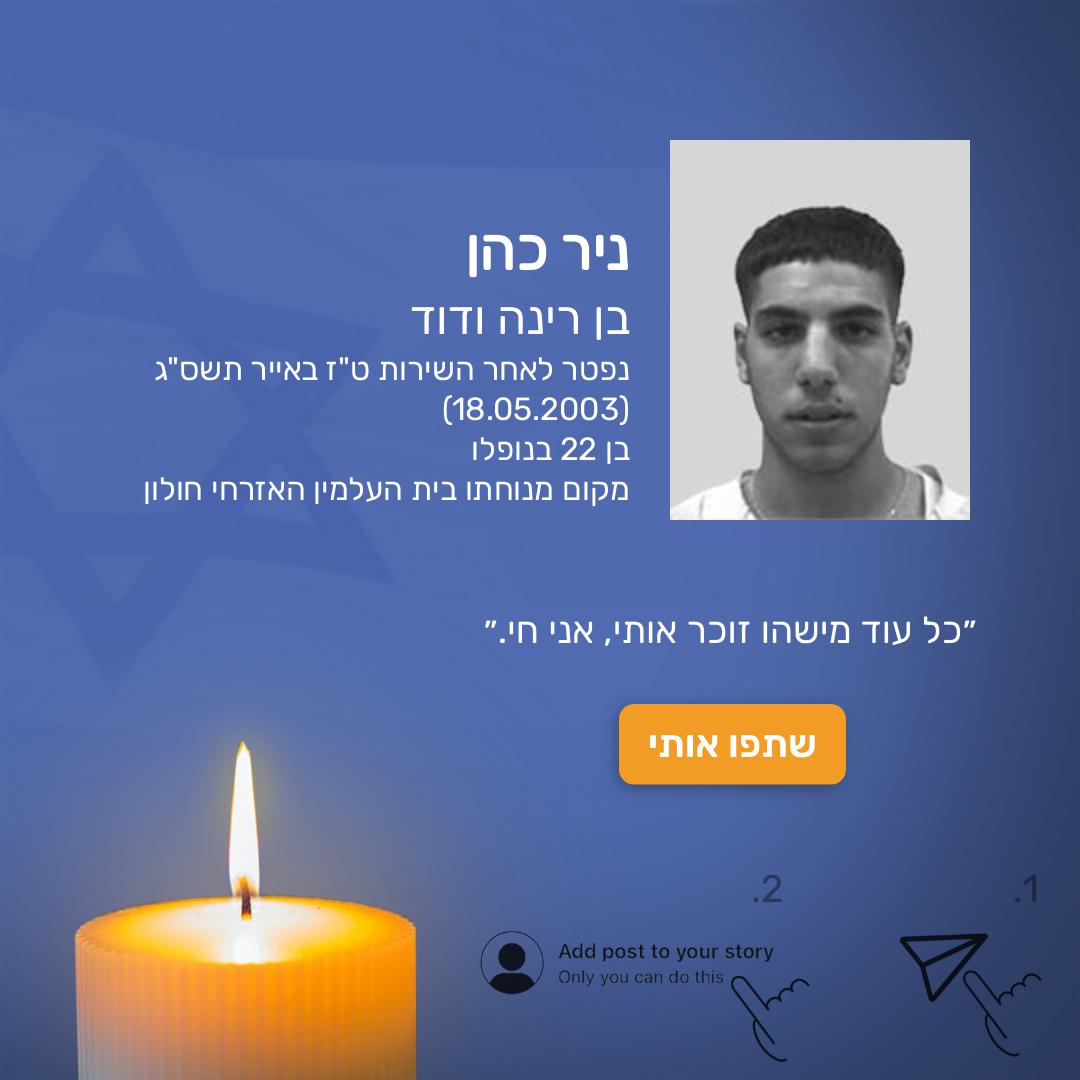 ניר כהן
בן רינה ודוד
נפטר לאחר השירות ט"ז באייר תשס"ג
(18.05.2003)
בן 22 בנופלו
מקום מנוחתו בית העלמין האזרחי חולון
״כל עוד מישהו זוכר אותי, אני חי.״
שתפו אותי
.1
.2
Add post to your story
Only you can do this